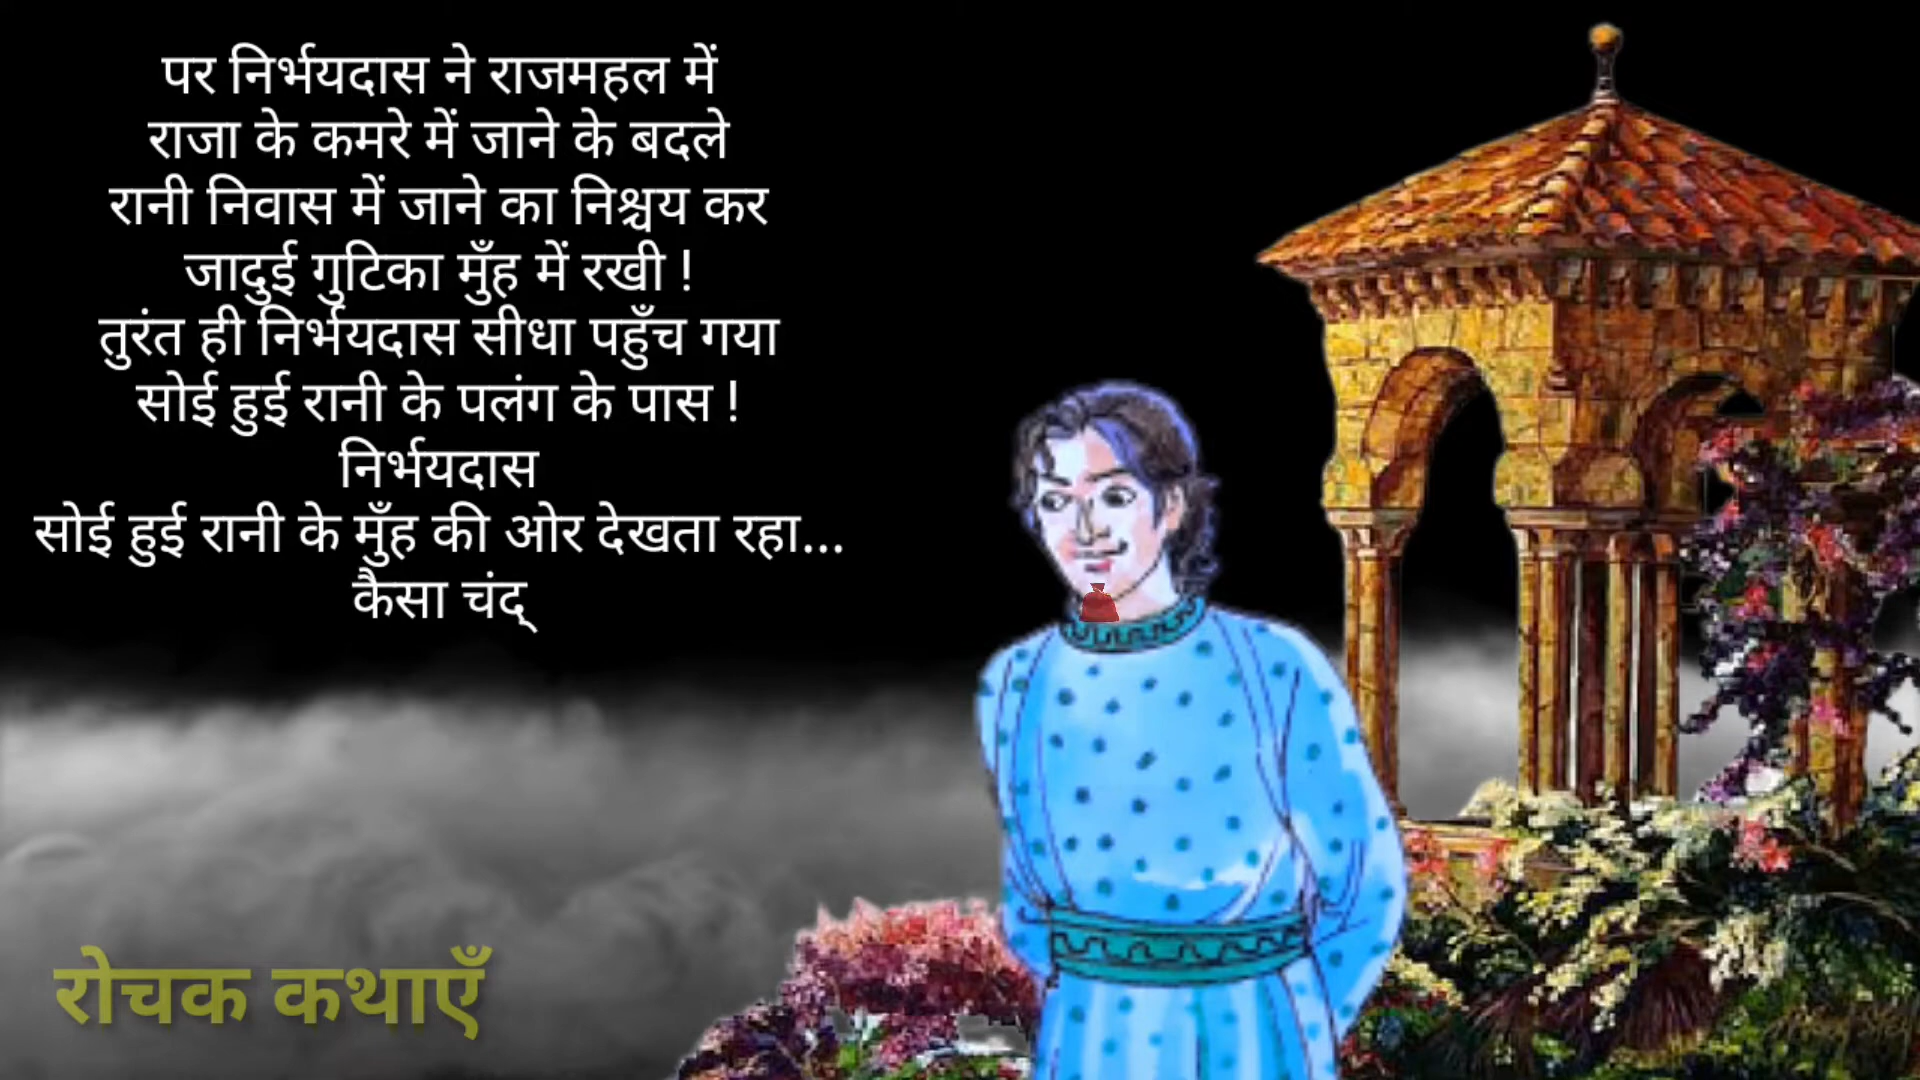 पर निर्भयदास ने राजमहल में
राजा के कमरे में जाने के बदले
रानी निवास में जाने का निश्चय कर
जादुई गुटिका मुँह में रखी !
तुरंत ही निर्भयदास सीधा पहुँच गया
सोई हुई रानी के पलंग के पास !
निर्भयदास
सोई हुई रानी के मुँह की ओर देखता रहा...
कैसा चंद्
रोचक कथाएँ